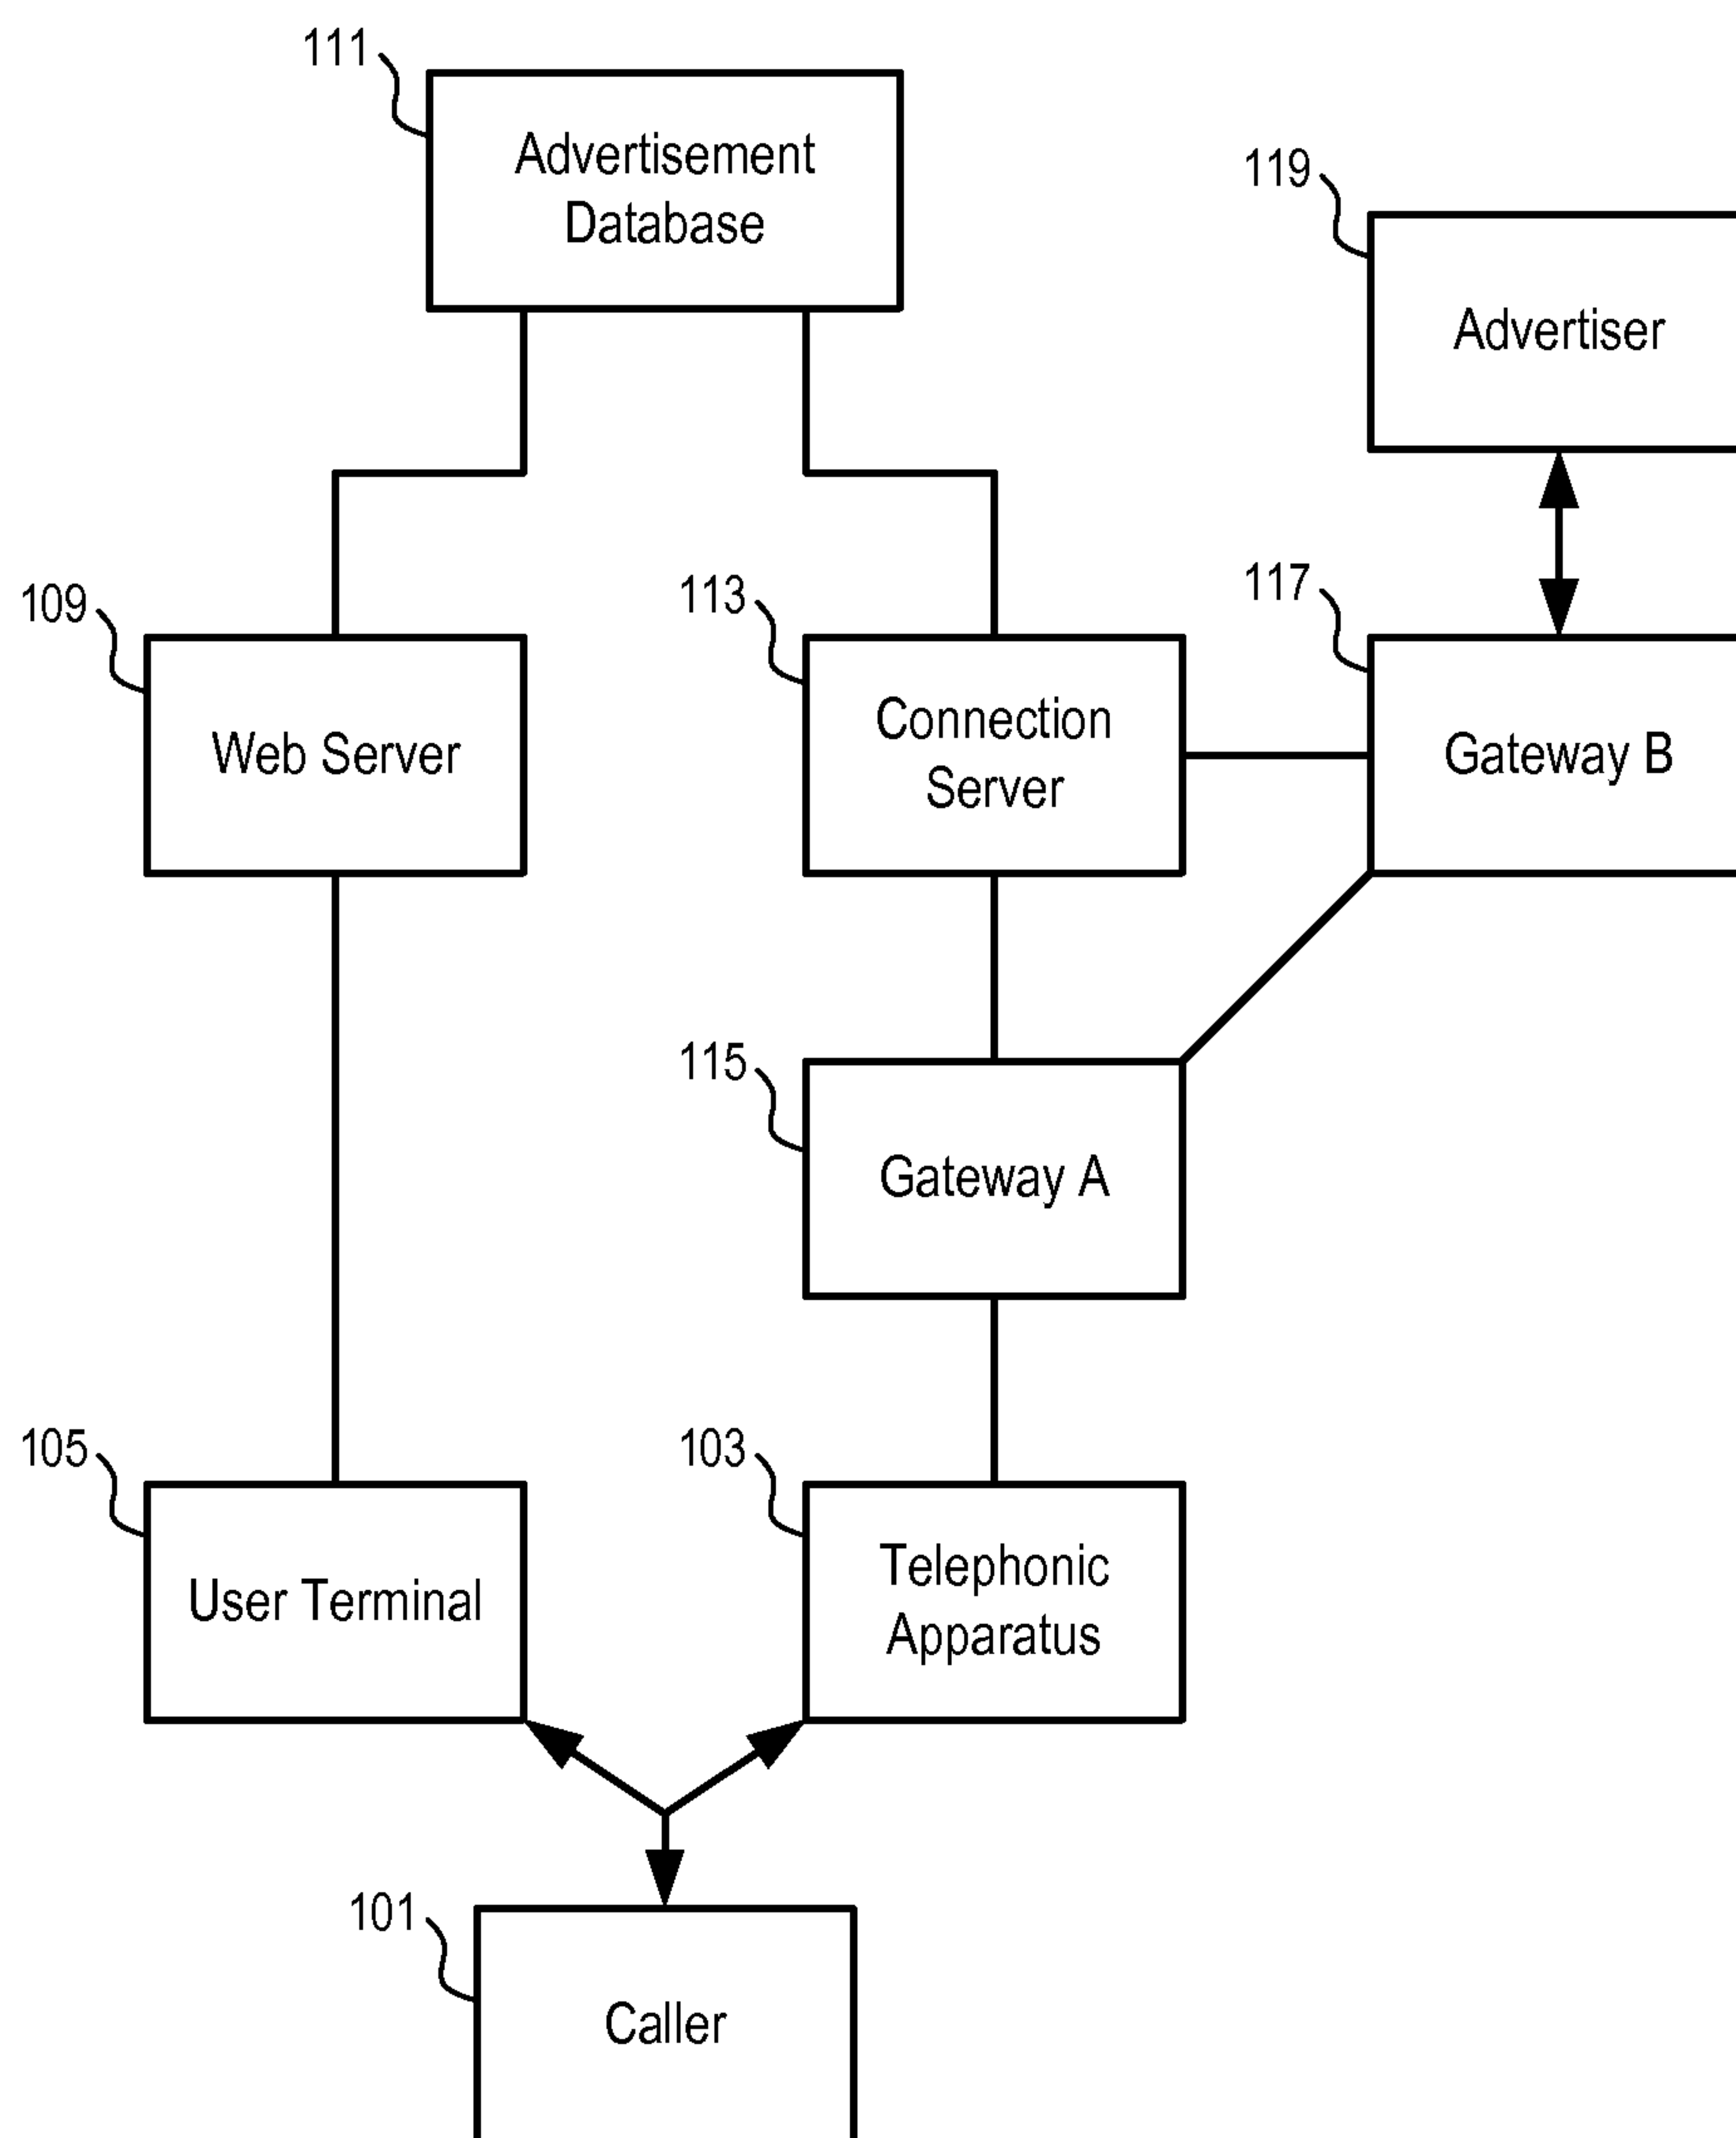 111
Advertisement
Database
119
Advertiser
109
Web Server
113
Connection
Server
117
Gateway B
115
Gateway A
105
User Terminal
103
Telephonic
Apparatus
101
Caller